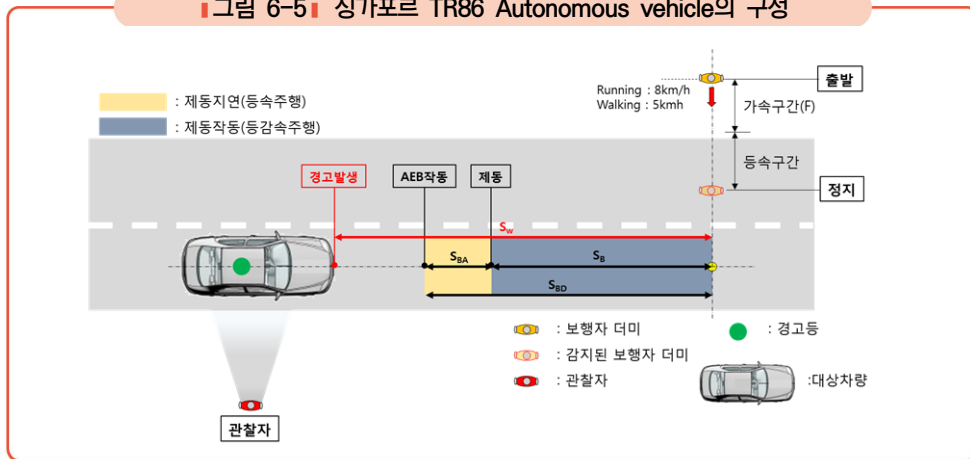 ▮그림 6-5▮ 싱가포르 TR86 Autonomous vehicle의 구성
: 제동지연(등속주행)
: 제동작동(등감속주행)
Running : 8km/h
Walking : 5kmh
출발
가속구간(F)
등속구간
정지
경고발생
AEB작동
제동
Sw
SBA
SB
SBD
: 보행자 더미
: 경고등
: 감지된 보행자 더미
: 관찰자
:대상차량
관찰자